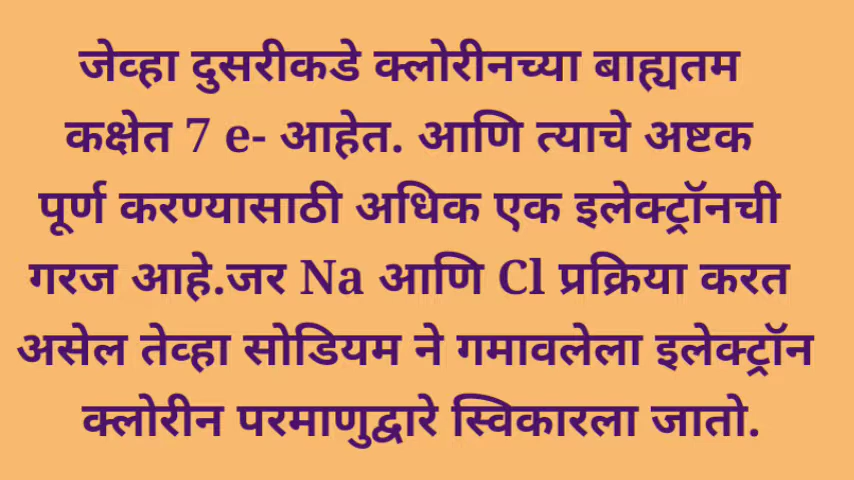 जेव्हा दुसरीकडे क्लोरीनच्या बाह्यतम
कक्षेत 7 e- आहेत. आणि त्याचे अष्टक
पूर्ण करण्यासाठी अधिक एक इलेक्ट्रॉनची
गरज आहे.जर Na आणि Cl प्रक्रिया करत
असेल तेव्हा सोडियम ने गमावलेला इलेक्ट्रॉन
क्लोरीन परमाणुद्वारे स्विकारला जातो.